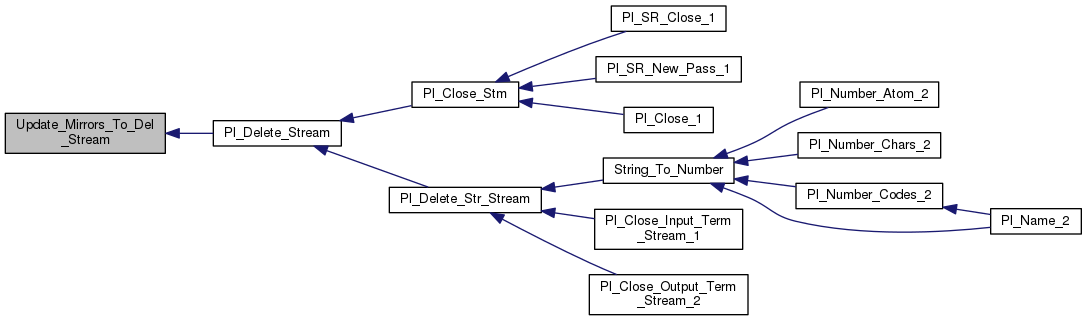 Update_Mirrors_To_Del
_Stream
Pl_Delete_Stream
Pl_Close_Stm
Pl_Delete_Str_Stream
Pl_SR_Close_1
Pl_SR_New_Pass_1
Pl_Close_1
String_To_Number
Pl_Close_Input_Term
_Stream_1
Pl_Close_Output_Term
_Stream_2
Pl_Number_Atom_2
Pl_Number_Chars_2
Pl_Number_Codes_2
Pl_Name_2